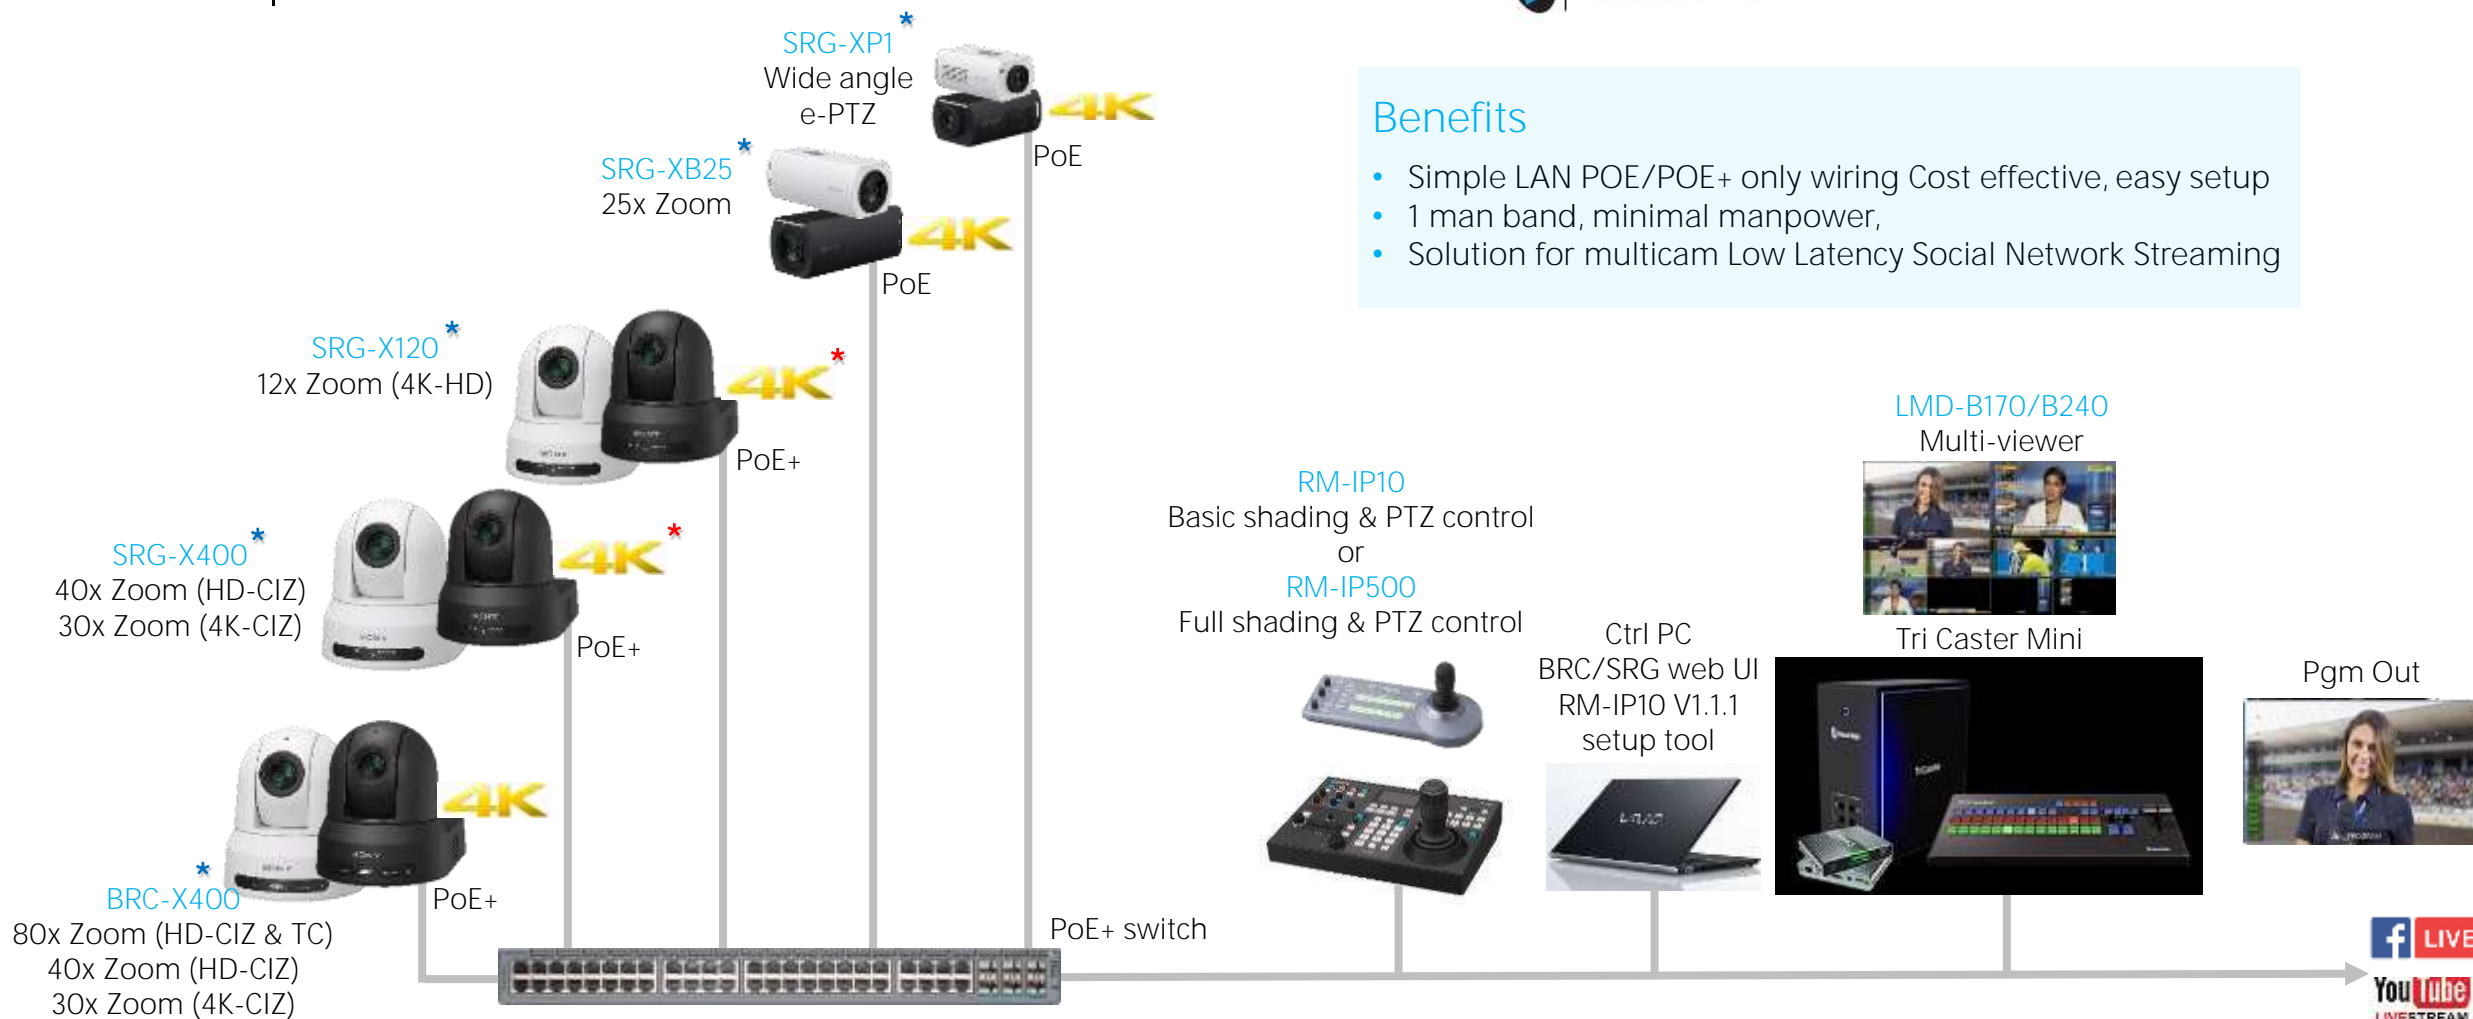 SRG-XP1*
Wide angle
e-PTZ
4K
PoE
SRG-XB25*
25x Zoom
4K
PoE
Benefits
• Simple LAN POE/POE+ only wiring Cost effective, easy setup
• 1 man band, minimal manpower,
• Solution for multicam Low Latency Social Network Streaming
SRG-X120*
12x Zoom (4K-HD)
4K*
PoE+
SRG-X400*
40x Zoom (HD-CIZ)
30x Zoom (4K-CIZ)
4K*
PoE+
*
BRC-X400
80x Zoom (HD-CIZ & TC)
40x Zoom (HD-CIZ)
30x Zoom (4K-CIZ)
4K
PoE+
PoE+ switch
RM-IP10
Basic shading & PTZ control
or
RM-IP500
Full shading & PTZ control
Ctrl PC
BRC/SRG web UI
RM-IP10 V1.1.1
setup tool
VAIO
LMD-B170/B240
Multi-viewer
Tri Caster Mini
Pgm Out
f LIVE
YouTube
LIVESTREAM